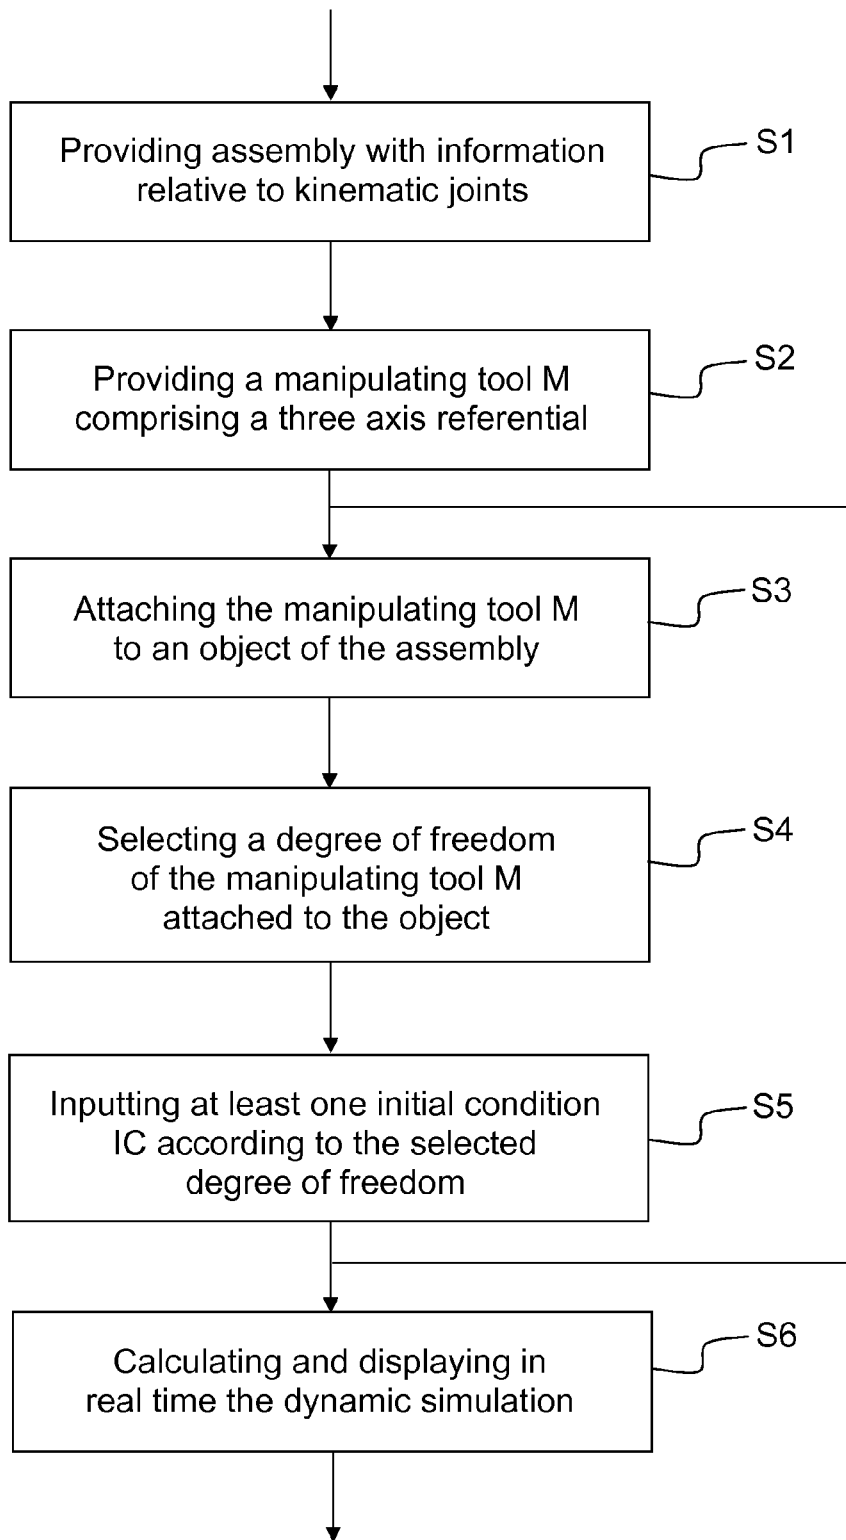 Providing assembly with information
relative to kinematic joints
S1
Providing a manipulating tool M
comprising a three axis referential
S2
Attaching the manipulating tool M
to an object of the assembly
S3
Selecting a degree of freedom
of the manipulating tool M
attached to the object
S4
Inputting at least one initial condition
IC according to the selected
degree of freedom
S5
Calculating and displaying in
real time the dynamic simulation
S6